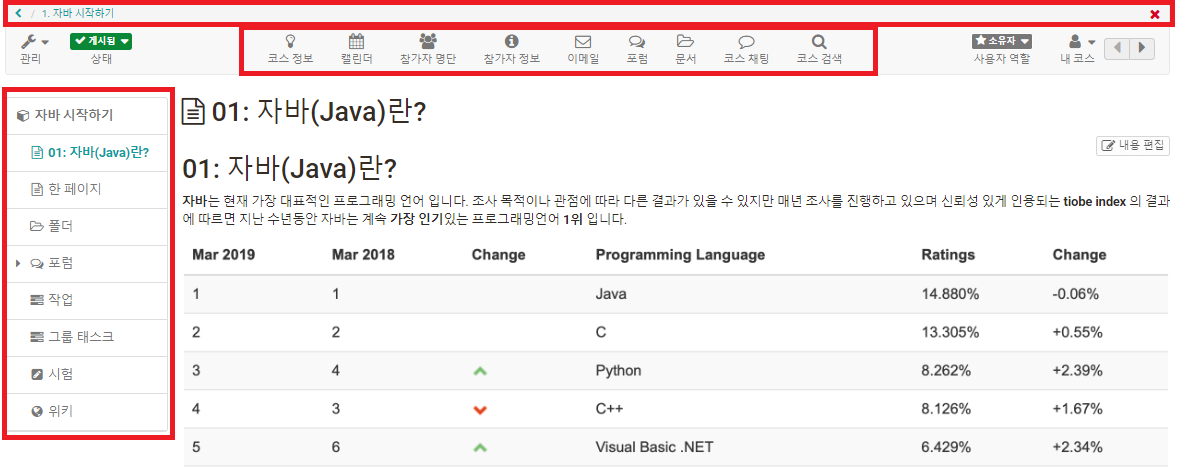 / 1. 자바 시작하기
관리
게시됨
상태
코스 정보
캘린더
참가자 명단
참가자 정보
이메일
포럼
문서
코스 채팅
코스 검색
소유자
사용자 역할
내 코스
자바 시작하기
01: 자바(Java)란?
한 페이지
폴더
포럼
작업
그룹 태스크
시험
위키
01: 자바(Java)란?
내용 편집
01: 자바(Java)란?
자바는 현재 가장 대표적인 프로그래밍 언어 입니다. 조사 목적이나 관점에 따라 다른 결과가 있을 수 있지만 매년 조사를 진행하고 있으며 신뢰성 있게 인용되는 tiobe index 의 결과
에 따르면 지난 수년동안 자바는 계속 가장 인기있는 프로그래밍언어 1위 입니다.
Mar 2019 Mar 2018 Change Programming Language Ratings Change
1 1 Java 14.880% -0.06%
2 2 C 13.305% +0.55%
3 4 Python 8.262% +2.39%
4 3 C++ 8.126% +1.67%
5 6 Visual Basic .NET 6.429% +2.34%